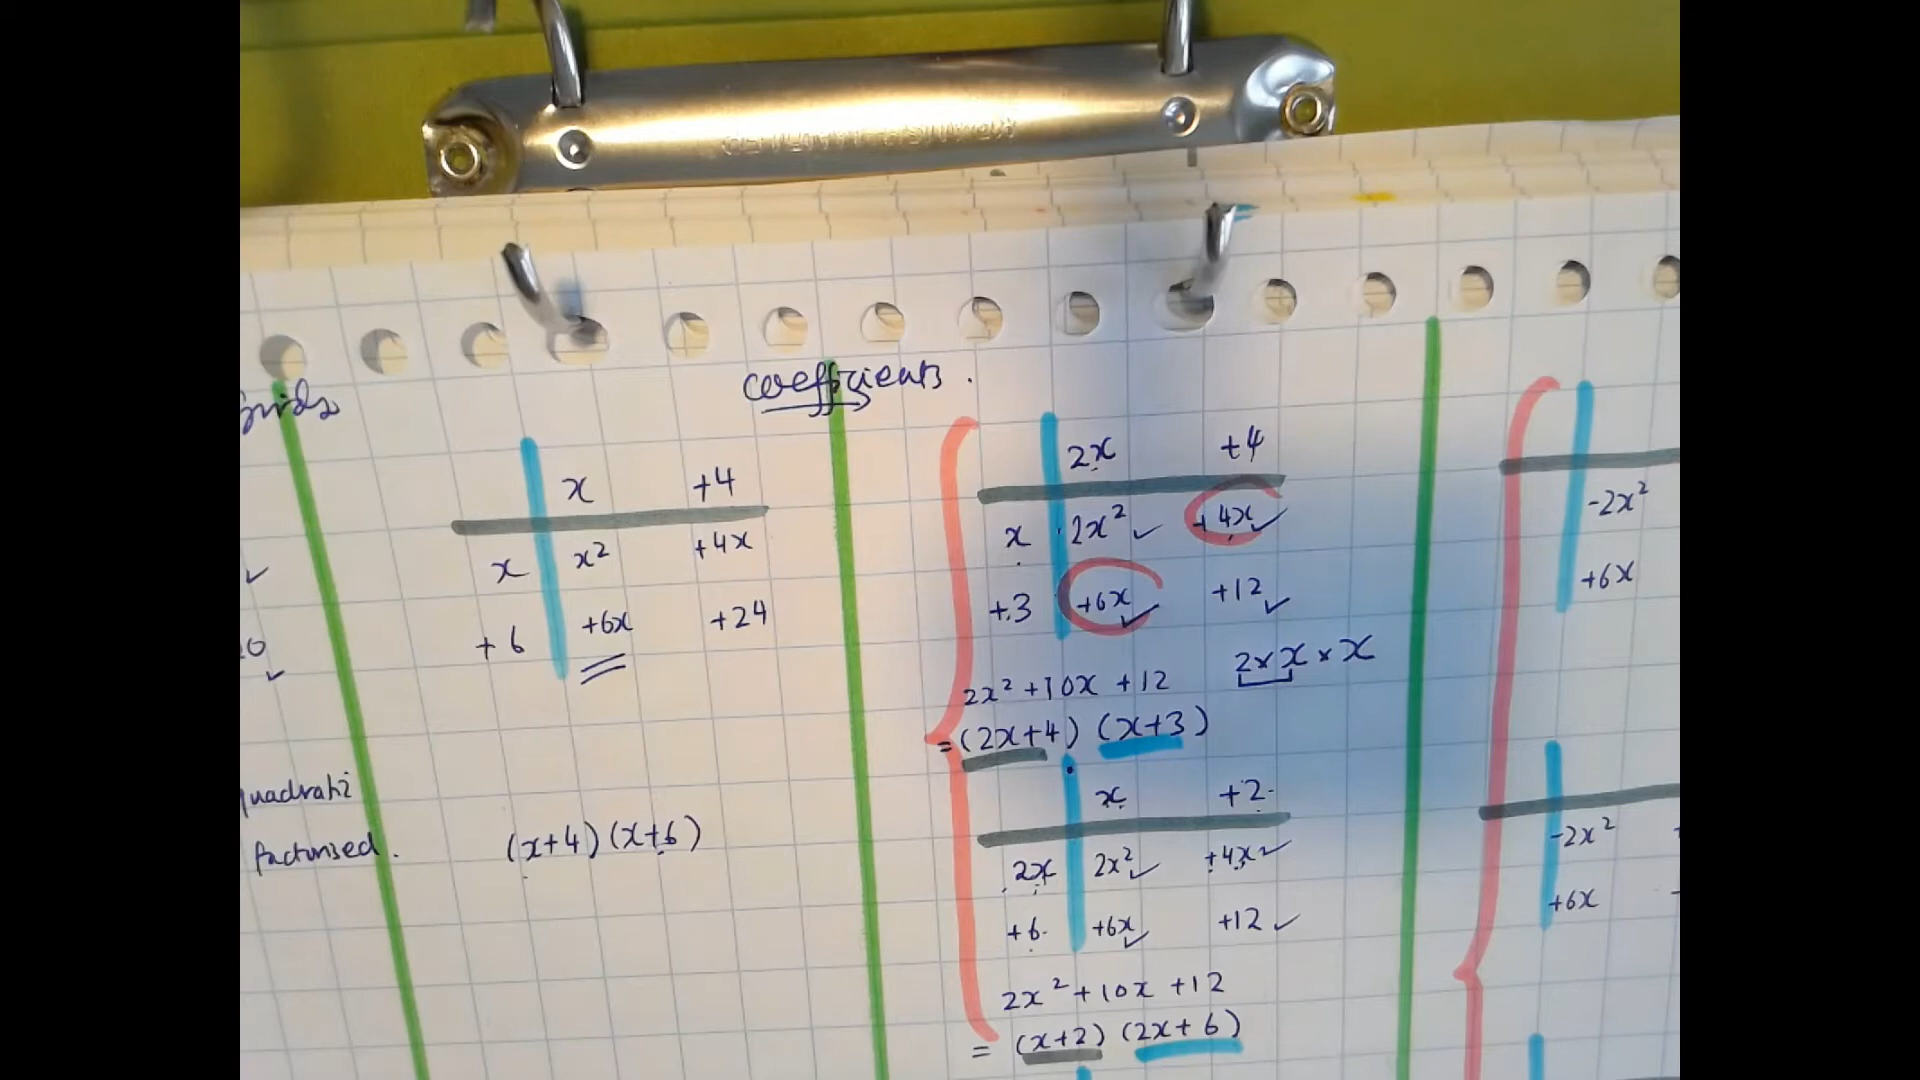 coefficients.
x +4
x x² +4x
+6 +6x +24
(x+4)(x+6)
2x +4
x 2x² ✓ +4x ✓
+3 +6x ✓ +12 ✓
2×x×x
2x²+10x+12
=(2x+4)(x+3)
x +2
2x 2x² ✓ +4x ✓
+6 +6x ✓ +12 ✓
2x²+10x+12
=(x+2)(2x+6)
factorised.
-2x²
+6x
-2x²
+6x